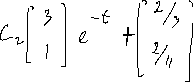 C₂ [3 1] e^{-t} + [2/3 2/11]